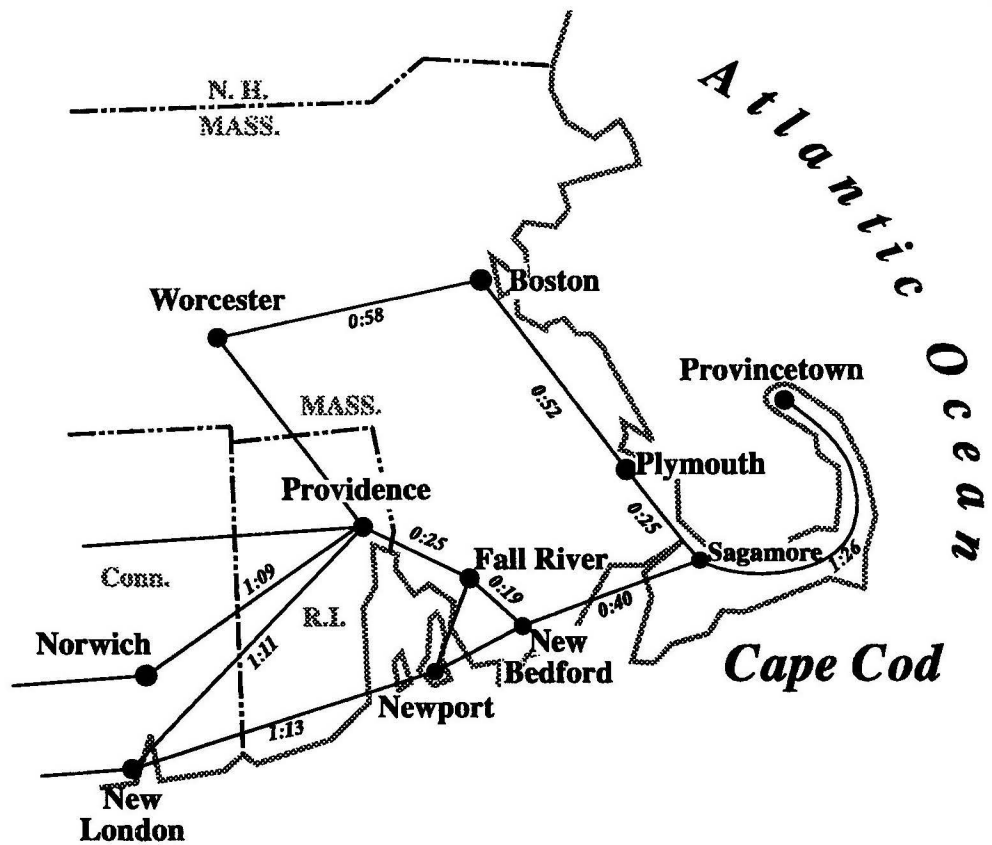 Atlantic Ocean
N. H.
MASS.
Boston
Worcester
0:58
Provincetown
0:52
MASS.
Plymouth
Providence
0:25
0:25
Sagamore
Fall River
1:26
Conn.
1:09
0:19
0:40
R.I.
Norwich
1:11
New
Bedford
Cape Cod
Newport
1:13
New
London